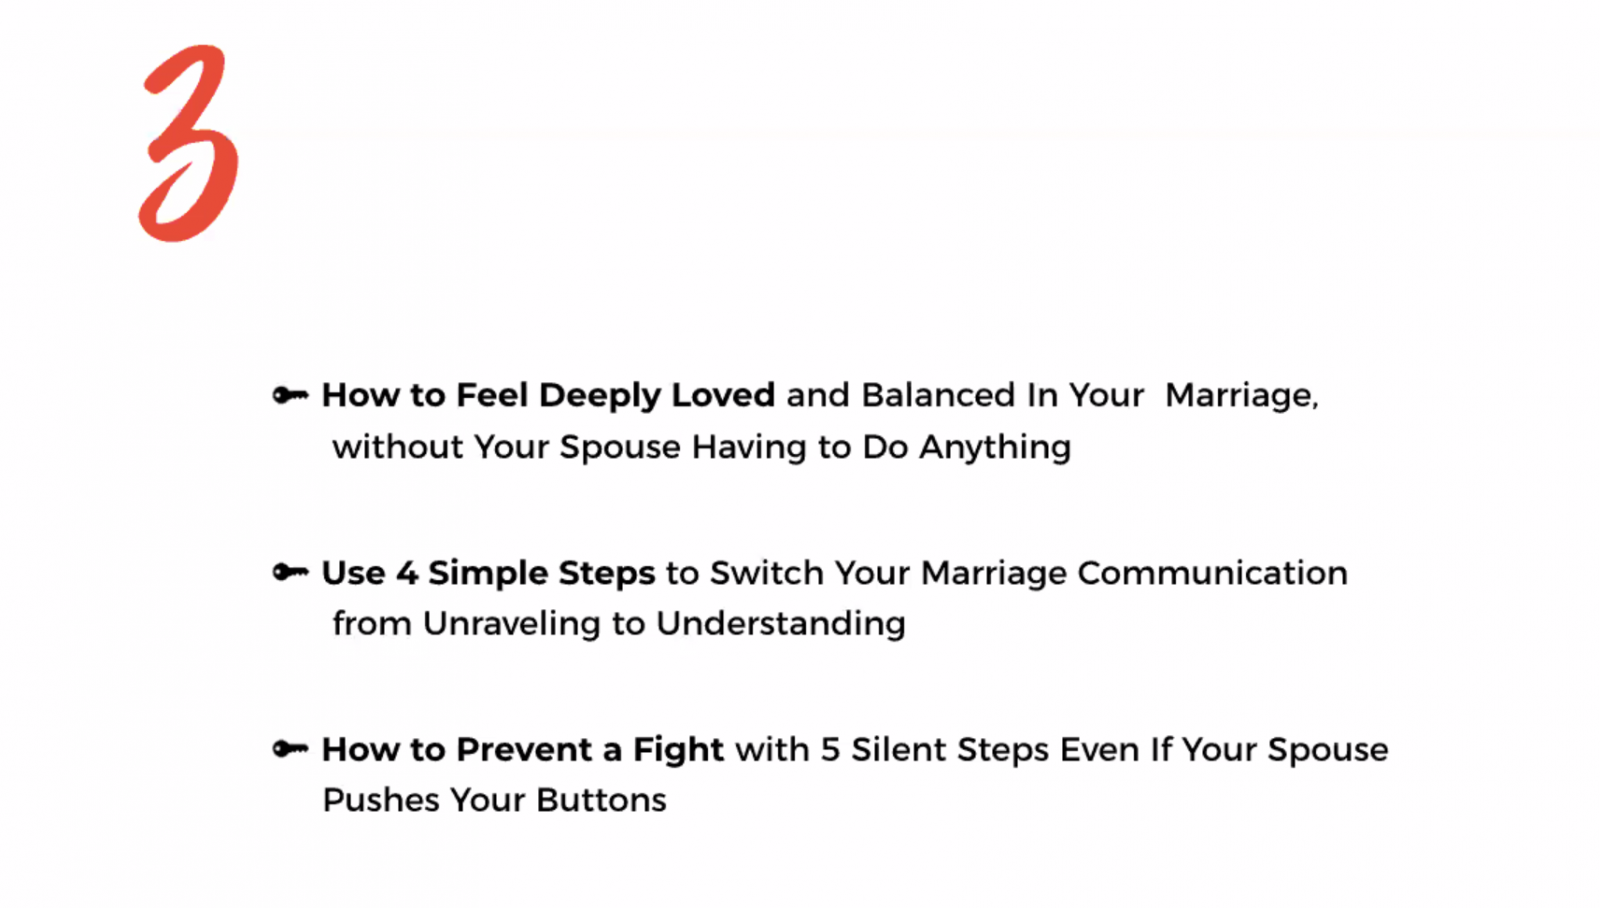 3
How to Feel Deeply Loved and Balanced In Your Marriage,
without Your Spouse Having to Do Anything
Use 4 Simple Steps to Switch Your Marriage Communication
from Unraveling to Understanding
How to Prevent a Fight with 5 Silent Steps Even If Your Spouse
Pushes Your Buttons